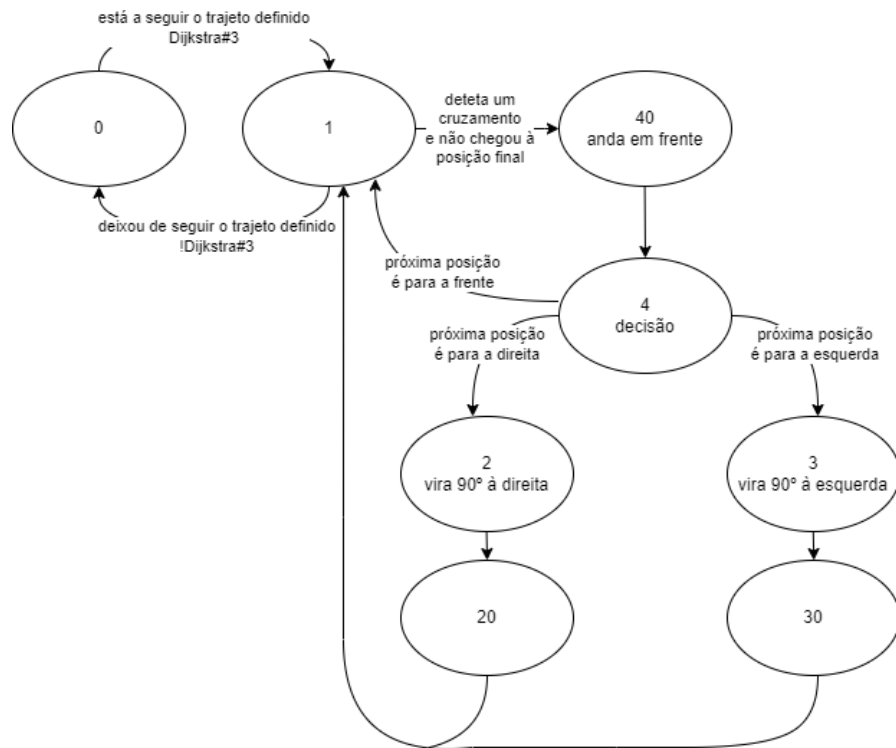 está a seguir o trajeto definido
Dijkstra#3
0
1
deteta um
cruzamento
e não chegou à
posição final
40
anda em frente
deixou de seguir o trajeto definido
!Dijkstra#3
próxima posição
é para a frente
4
decisão
próxima posição
é para a direita
próxima posição
é para a esquerda
2
vira 90º à direita
3
vira 90º à esquerda
20
30